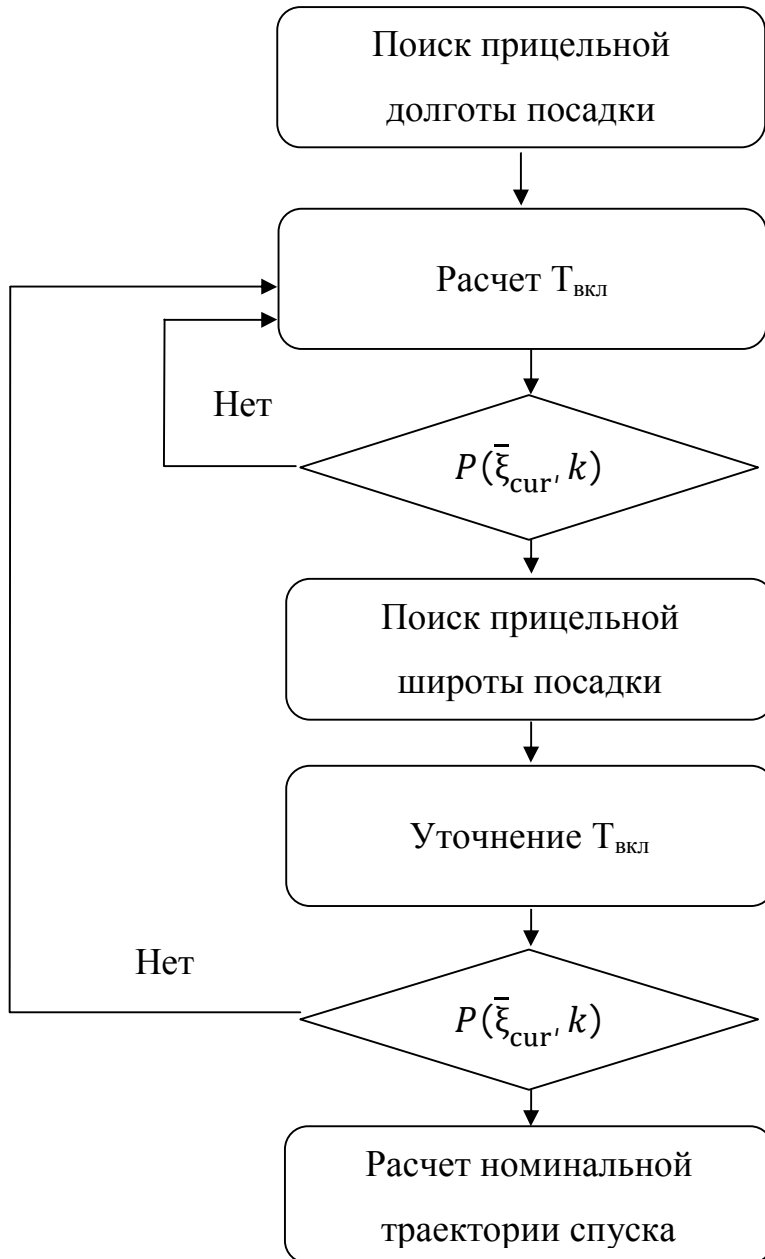 Поиск прицельной
долготы посадки
Расчет Tвкл
Нет
P(ξ̅cur, k)
Поиск прицельной
широты посадки
Уточнение Tвкл
Нет
P(ξ̅cur, k)
Расчет номинальной
траектории спуска